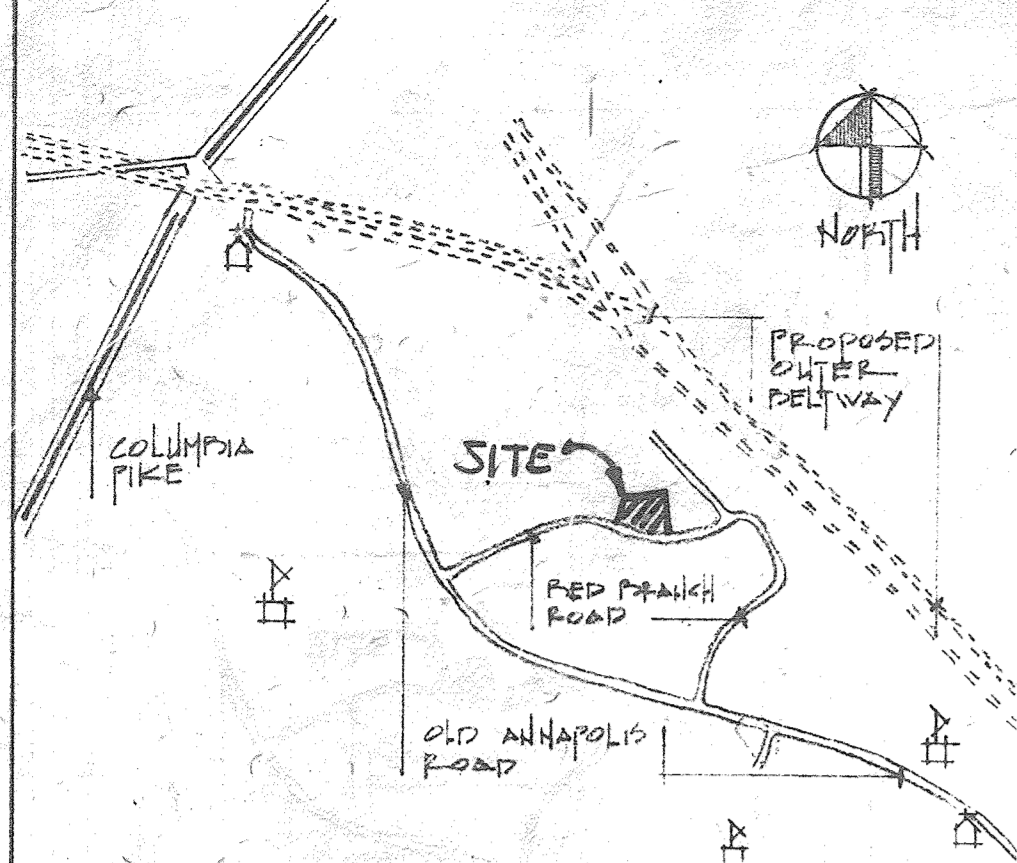 NORTH
PROPOSED
OUTER
BELTWAY
COLUMBIA
PIKE
SITE
RED BRANCH
ROAD
OLD ANNAPOLIS
ROAD